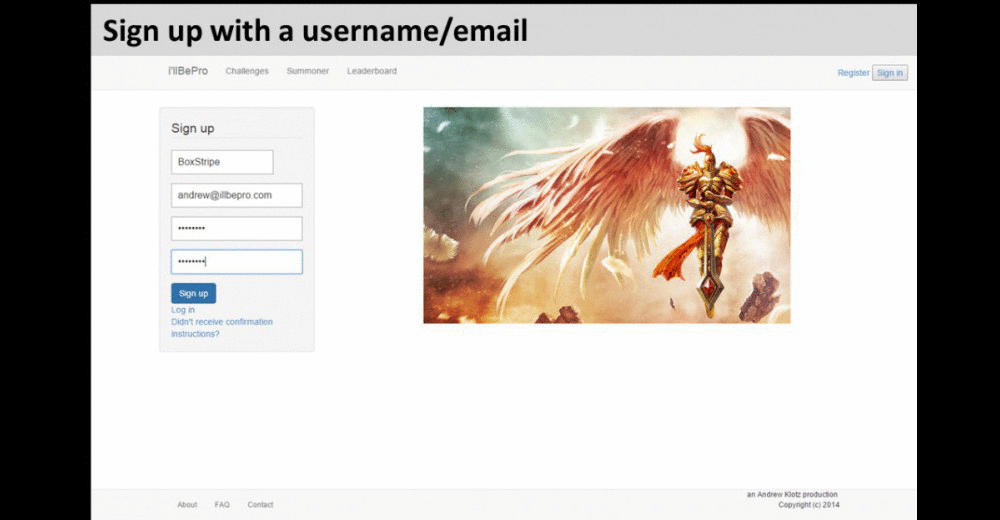 Sign up with a username/email
i'llBePro Challenges Summoner Leaderboard Register Sign in
Sign up
BoxStripe
andrew@illbepro.com
••••••••
••••••••
Sign up
Log in
Didn't receive confirmation
instructions?
About FAQ Contact
an Andrew Klotz production
Copyright (c) 2014